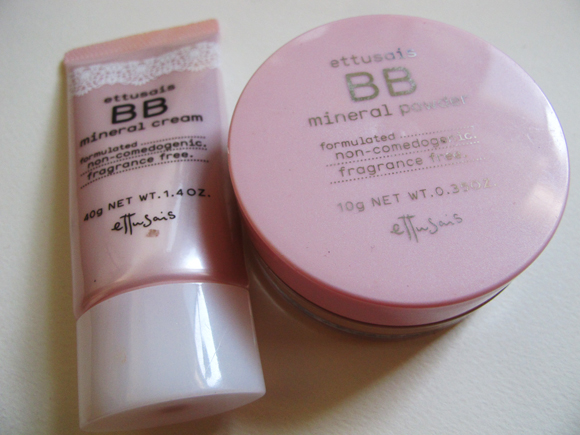 ettusais
BB
mineral cream
formulated
non-comedogenic.
fragrance free.
40g NET WT.1.4OZ.
ettusais
ettusais
BB
mineral powder
formulated
non-comedogenic.
fragrance free.
10g NET WT.0.35OZ.
ettusais